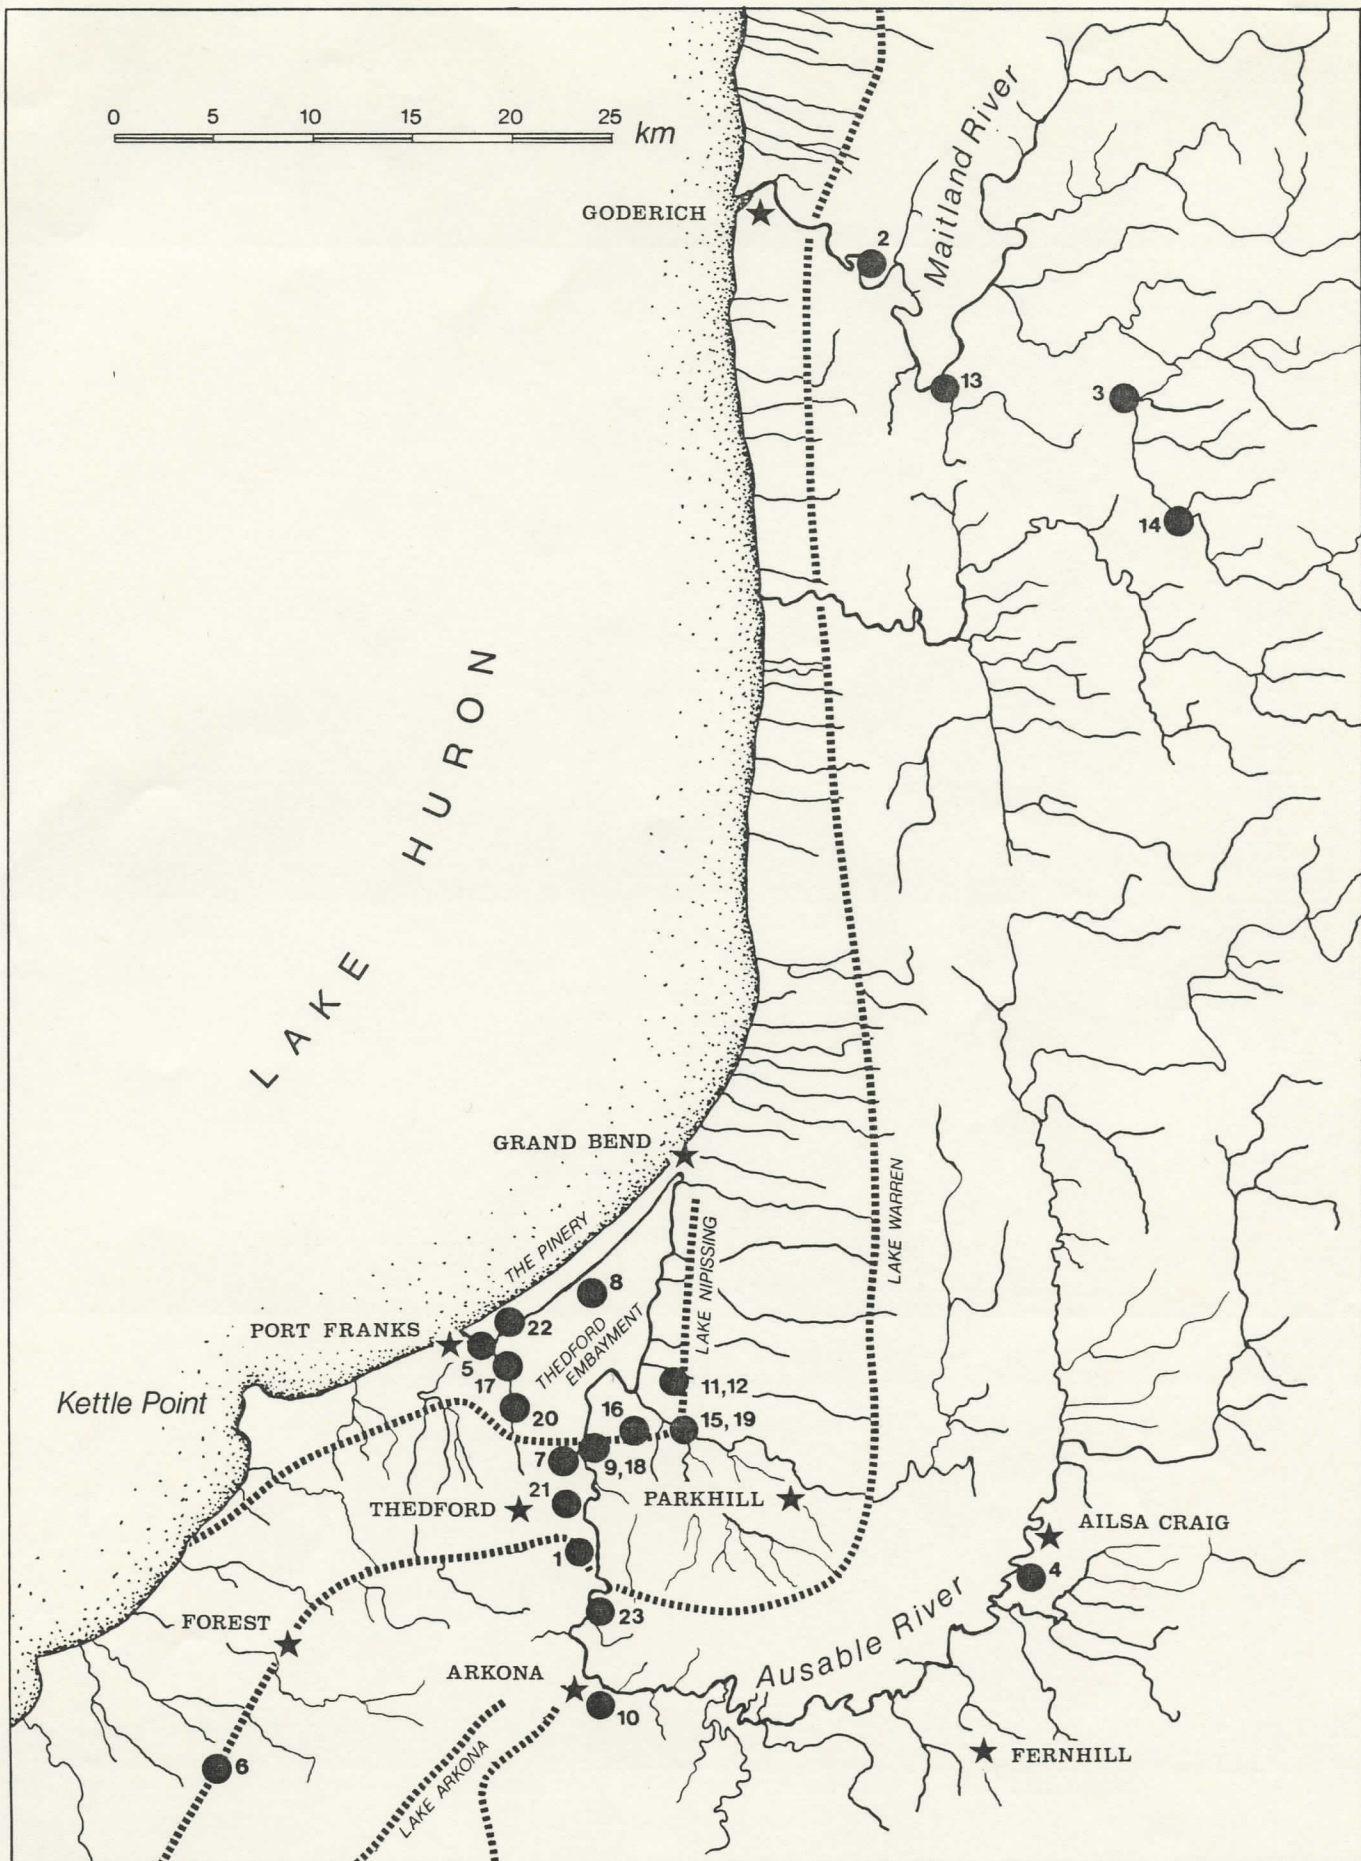 0 5 10 15 20 25 km
GODERICH
Maitland River
2
13
3
14
LAKE HURON
GRAND BEND
THE PINERY
LAKE NIPISSING
LAKE WARREN
8
PORT FRANKS
22
THEDFORD
EMBAYMENT
5
17
Kettle Point
11,12
20
16
15,19
7
9,18
21
THEDFORD
PARKHILL
AILSA CRAIG
1
4
23
FOREST
Ausable River
ARKONA
10
LAKE ARKONA
FERNHILL
6